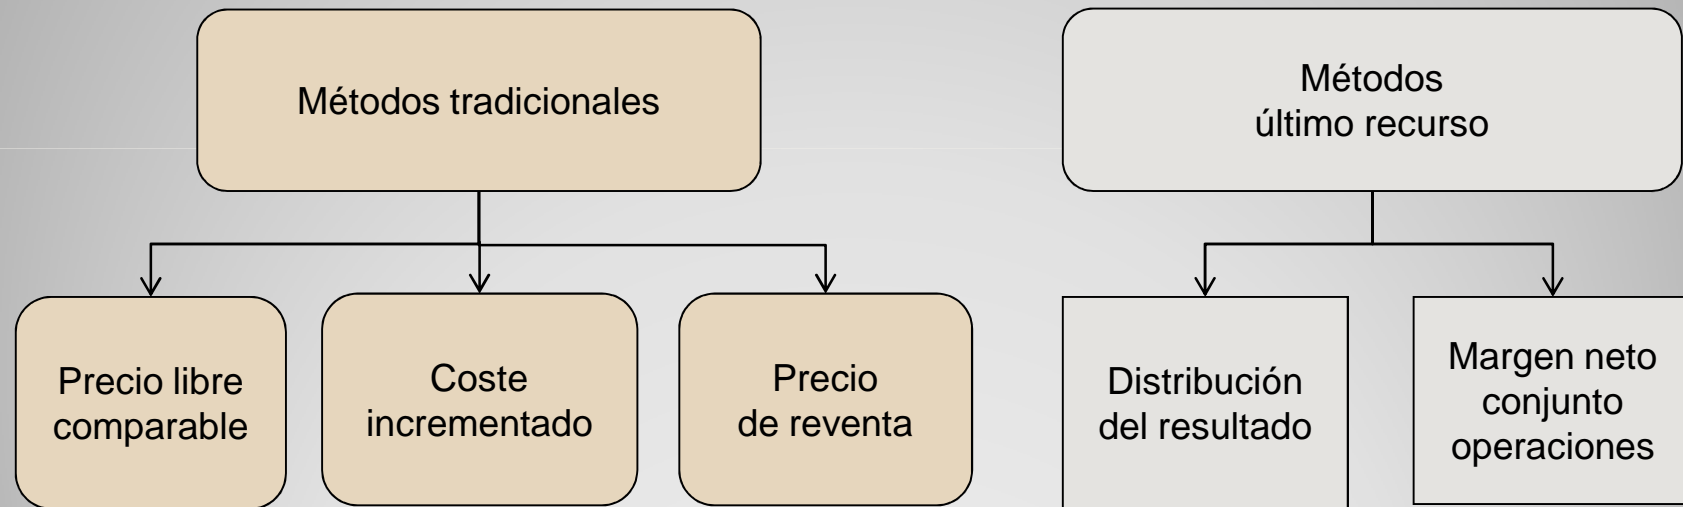 Métodos tradicionales
Métodos
último recurso
Precio libre
comparable
Coste
incrementado
Precio
de reventa
Distribución
del resultado
Margen neto
conjunto
operaciones